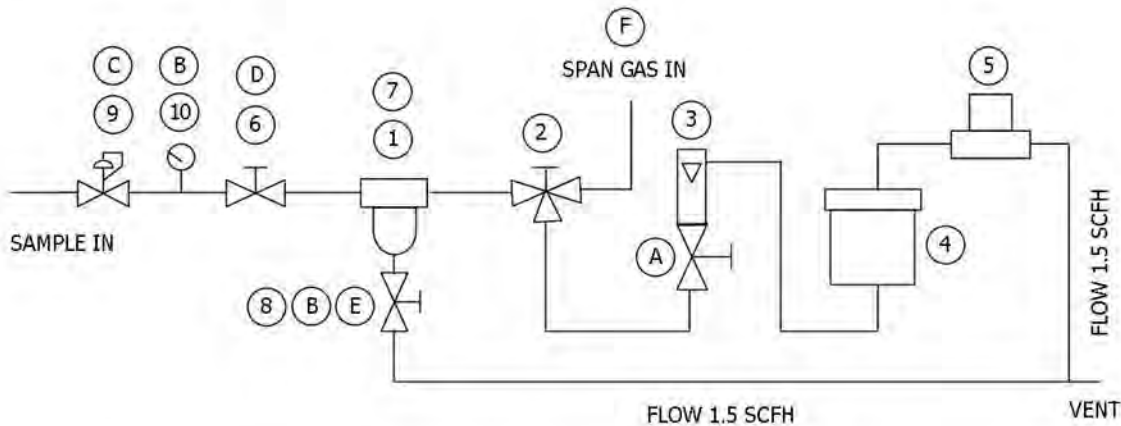 F
SPAN GAS IN
C
B
D
7
5
9
10
6
1
2
3
SAMPLE IN
A
4
8
B
E
FLOW 1.5 SCFH
FLOW 1.5 SCFH
VENT